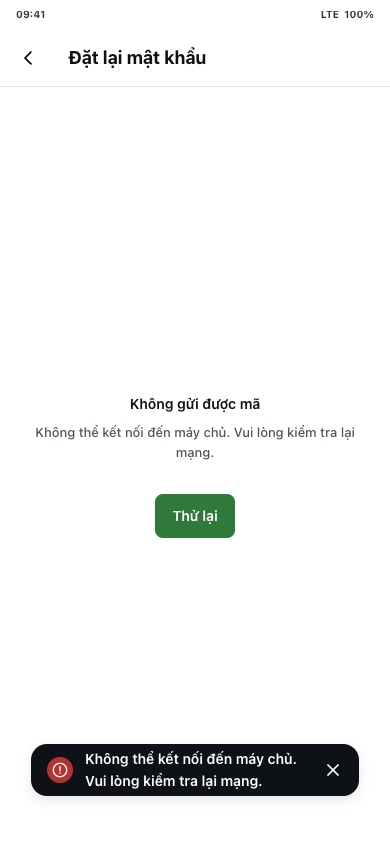 09:41
LTE 100%
Đặt lại mật khẩu
Không gửi được mã
Không thể kết nối đến máy chủ. Vui lòng kiểm tra lại
mạng.
Thử lại
Không thể kết nối đến máy chủ.
Vui lòng kiểm tra lại mạng.